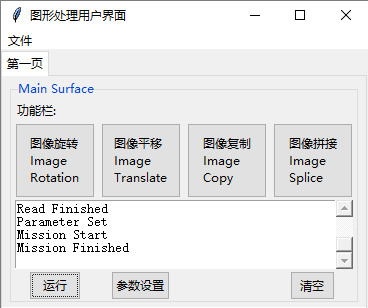 图形处理用户界面
文件
第一页
Main Surface
功能栏:
图像旋转
Image
Rotation
图像平移
Image
Translate
图像复制
Image
Copy
图像拼接
Image
Splice
Read Finished
Parameter Set
Mission Start
Mission Finished
运行
参数设置
清空